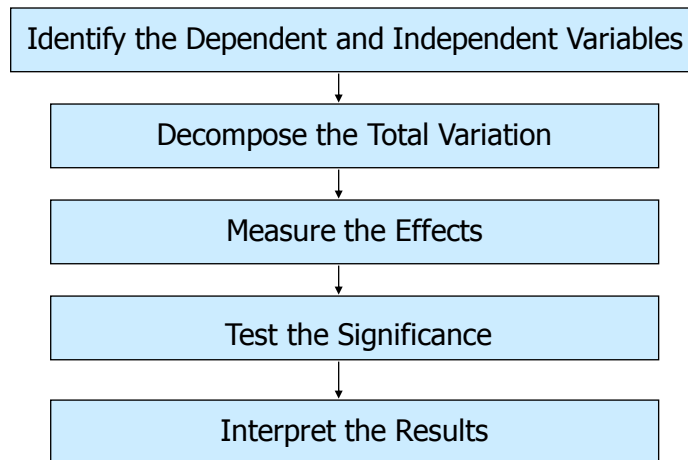 Identify the Dependent and Independent Variables
Decompose the Total Variation
Measure the Effects
Test the Significance
Interpret the Results